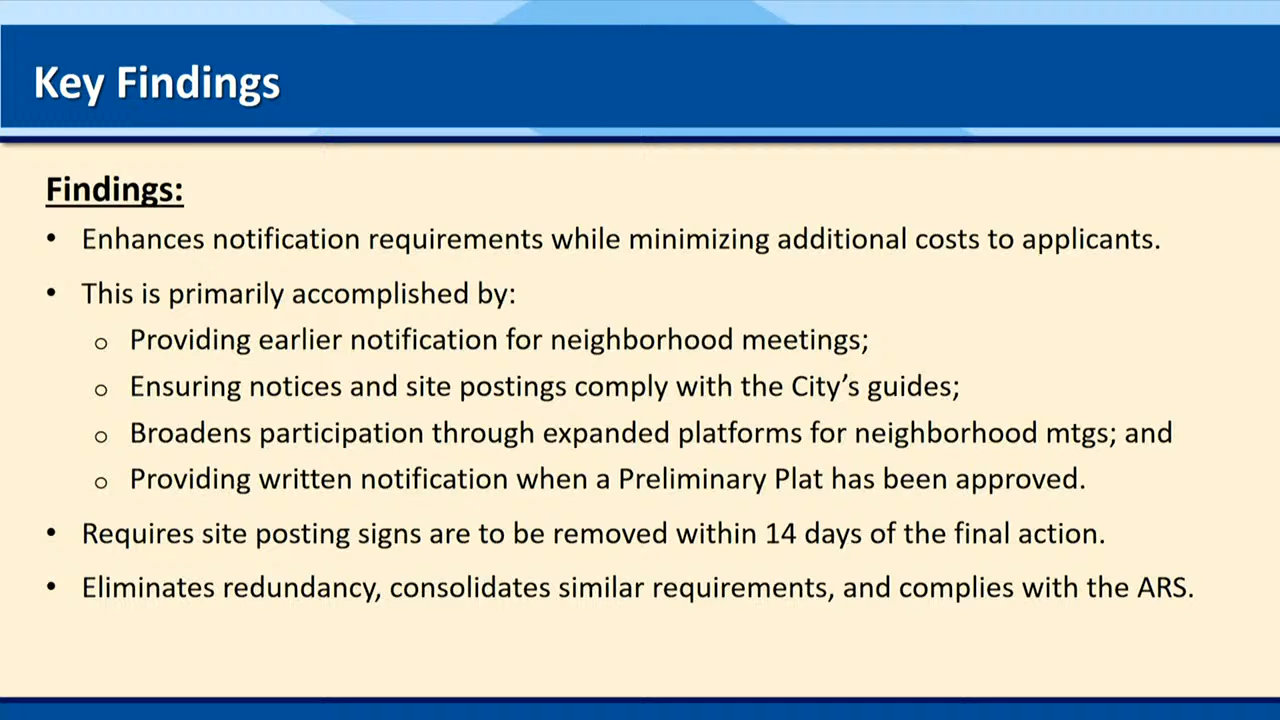 Key Findings
Findings:
• Enhances notification requirements while minimizing additional costs to applicants.
• This is primarily accomplished by:
o Providing earlier notification for neighborhood meetings;
o Ensuring notices and site postings comply with the City’s guides;
o Broadens participation through expanded platforms for neighborhood mtgs; and
o Providing written notification when a Preliminary Plat has been approved.
• Requires site posting signs are to be removed within 14 days of the final action.
• Eliminates redundancy, consolidates similar requirements, and complies with the ARS.